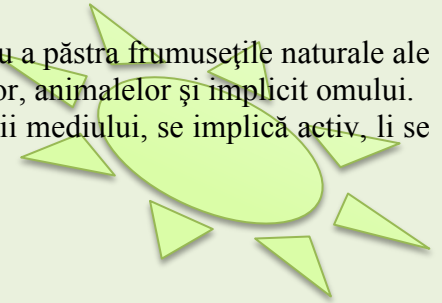 u a păstra frumuseţile naturale ale
or, animalelor şi implicit omului.
ii mediului, se implică activ, li se